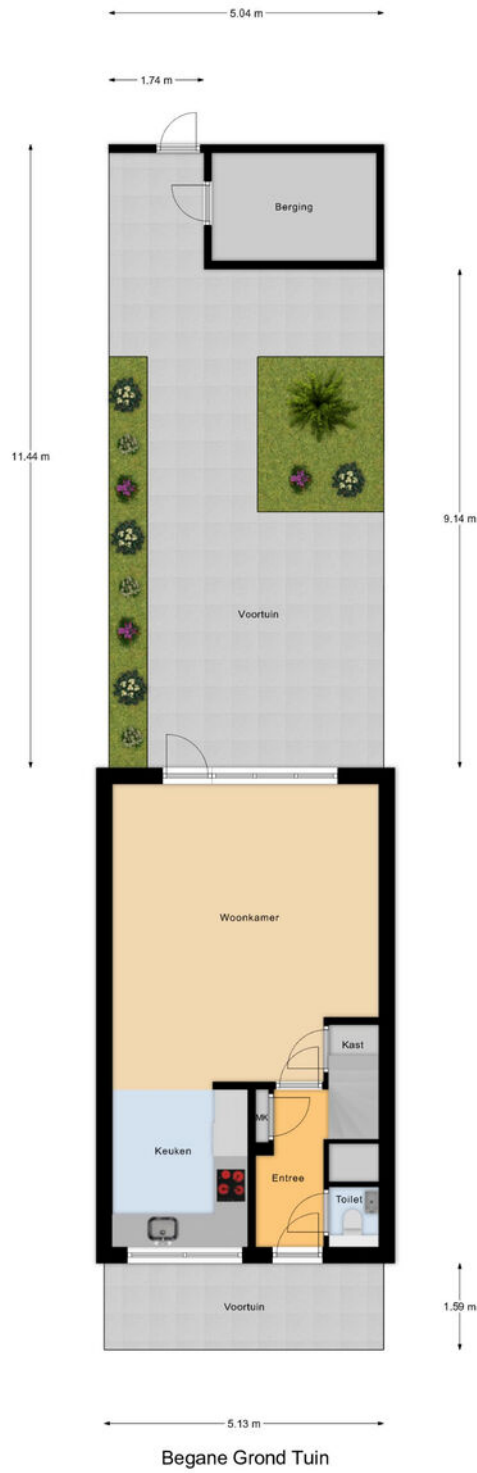 5.04 m
1.74 m
Berging
11.44 m
9.14 m
Voortuin
Woonkamer
Kast
MK
Keuken
Entree
Toilet
Voortuin
1.59 m
5.13 m
Begane Grond Tuin